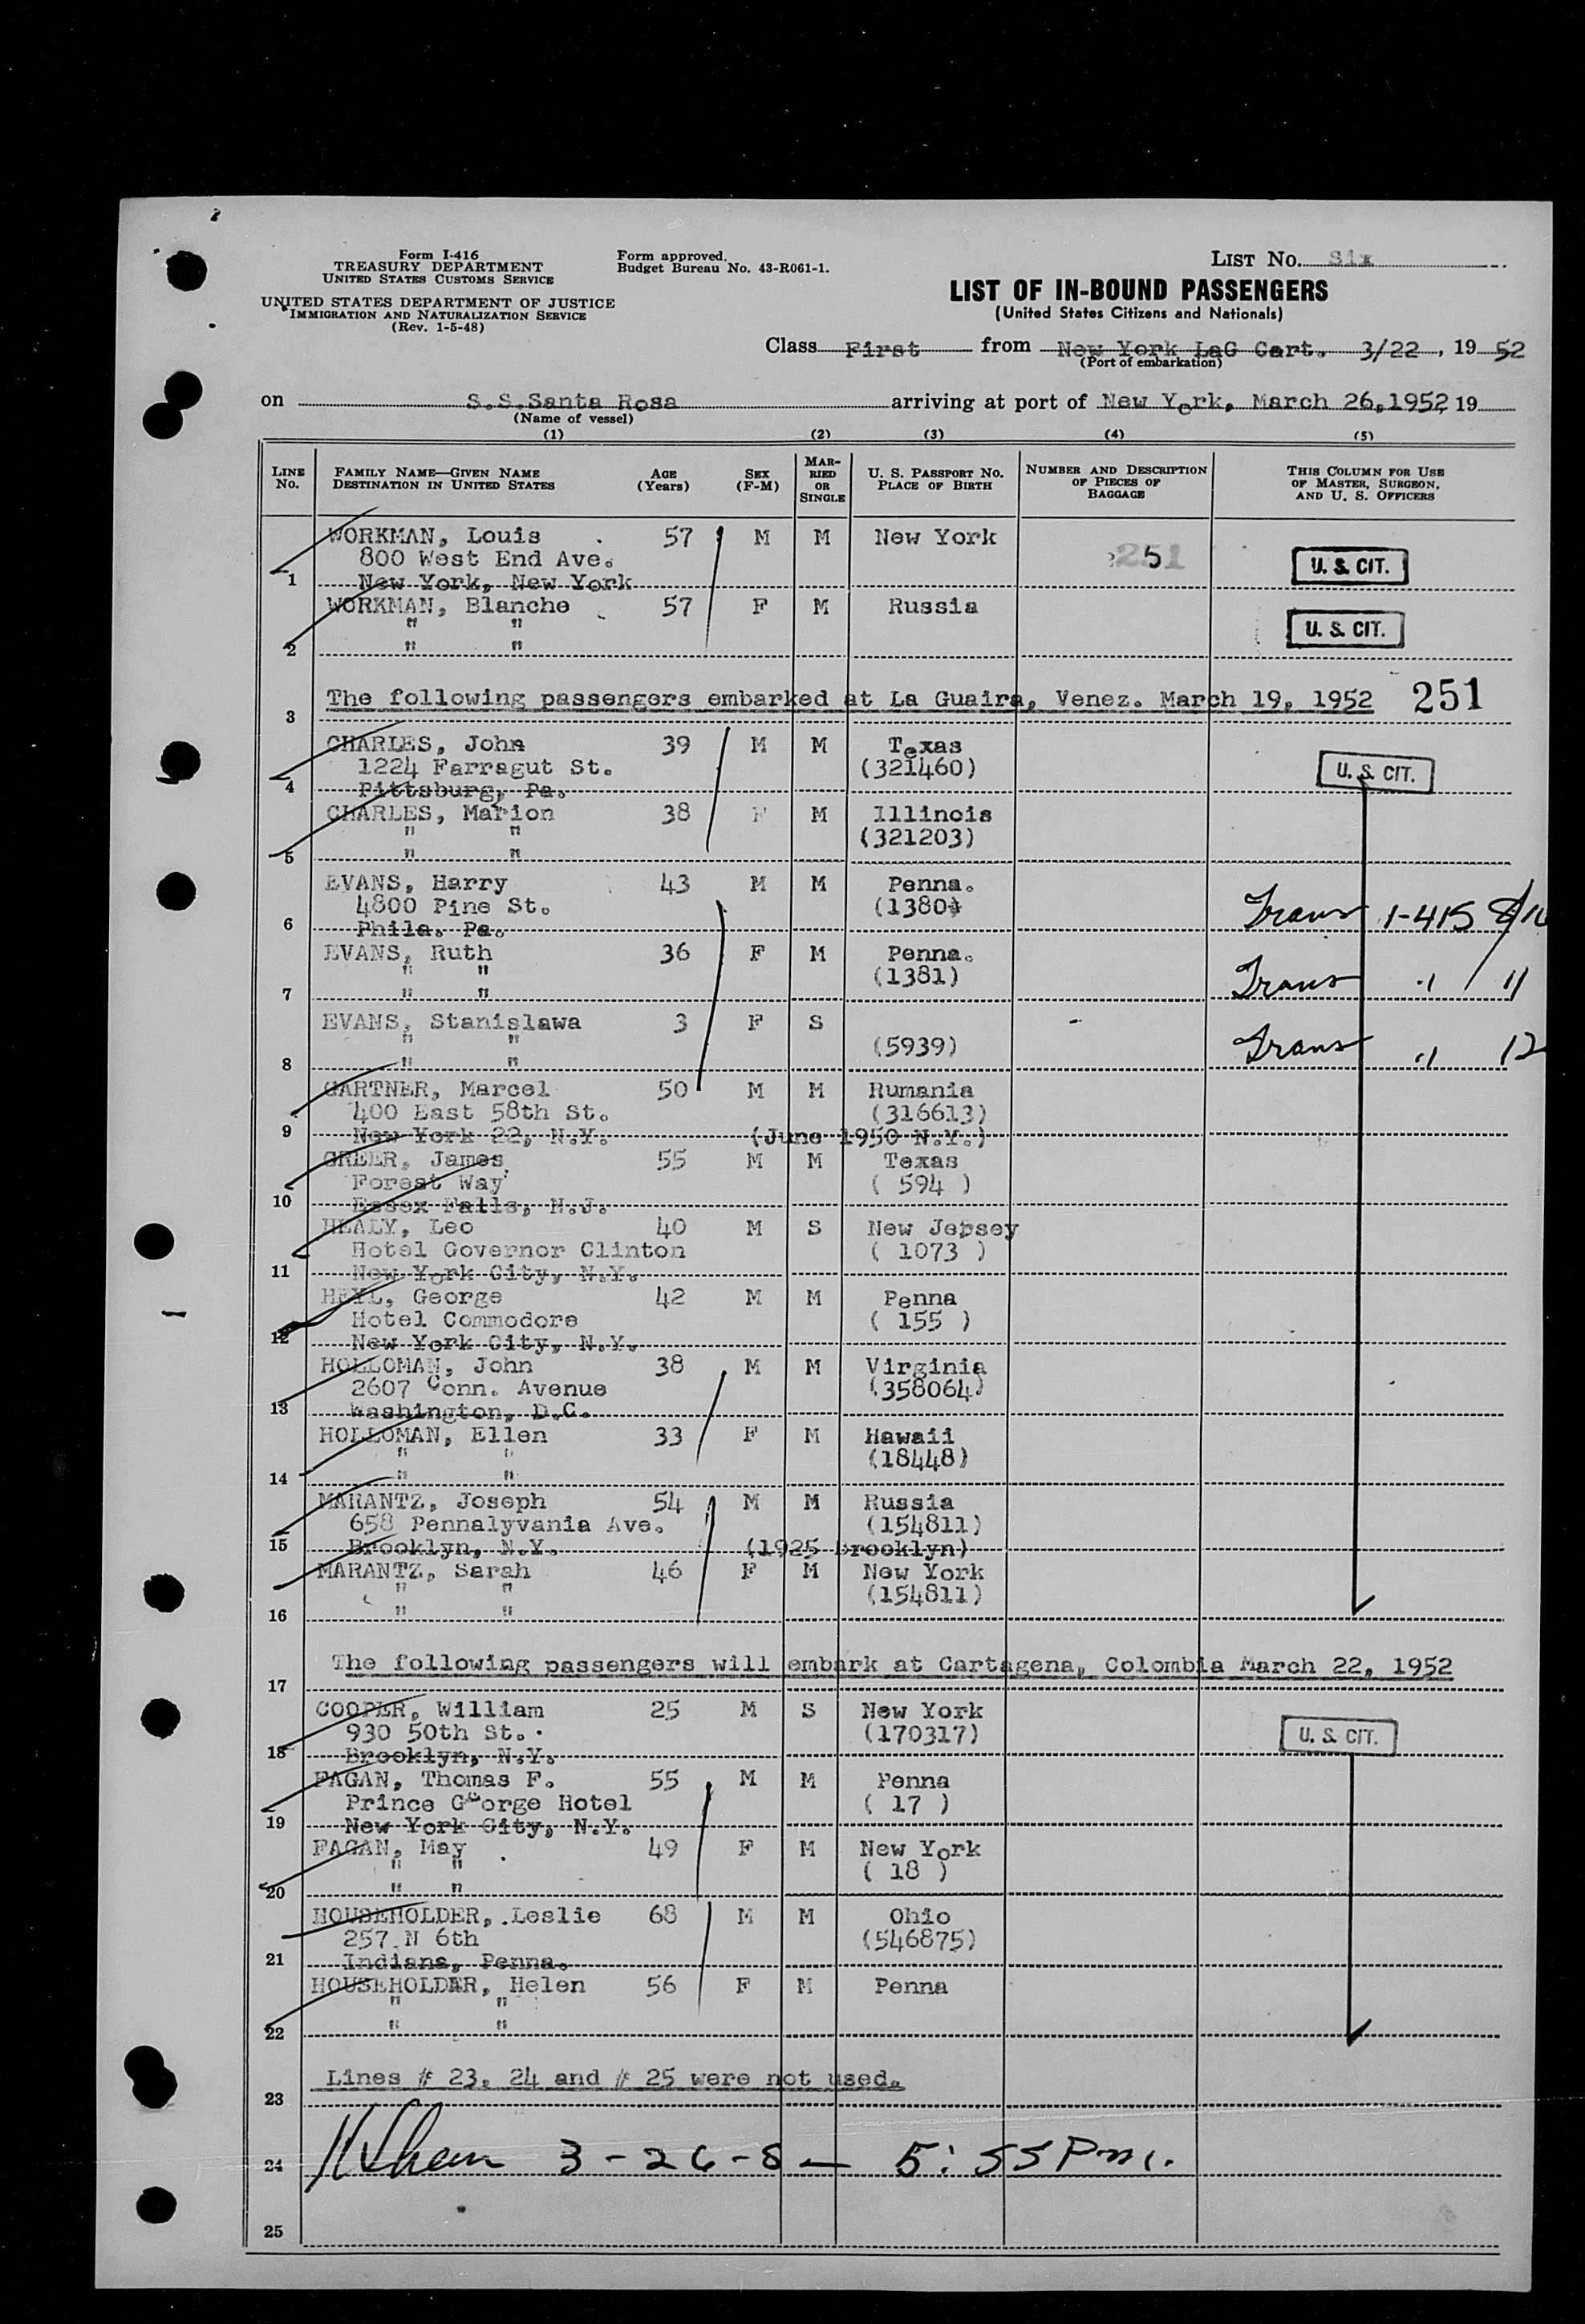 Form I-416
TREASURY DEPARTMENT
UNITED STATES CUSTOMS SERVICE
UNITED STATES DEPARTMENT OF JUSTICE
IMMIGRATION AND NATURALIZATION SERVICE
(Rev. 1-5-48)
Form approved.
Budget Bureau No. 43-R061-1.
LIST No. Six
LIST OF IN-BOUND PASSENGERS
(United States Citizens and Nationals)
Class First from New York LaG Cart. 3/22, 19 52
(Port of embarkation)
on S.S.Santa Rosa arriving at port of New York, March 26,1952 19
(Name of vessel)
(1) (2) (3) (4) (5)
LINE No. FAMILY NAME—GIVEN NAME DESTINATION IN UNITED STATES AGE (Years) SEX (F-M) MARRIED OR SINGLE U. S. PASSPORT NO. PLACE OF BIRTH NUMBER AND DESCRIPTION OF PIECES OF BAGGAGE THIS COLUMN FOR USE OF MASTER, SURGEON, AND U. S. OFFICERS
WORKMAN, Louis 57 M M New York
800 West End Ave. 251 U. S. CIT.
1 New York, New York
WORKMAN, Blanche 57 F M Russia
" " U. S. CIT.
2 " "
The following passengers embarked at La Guaira, Venez. March 19, 1952 251
3
CHARLES, John 39 M M Texas
1224 Farragut St. (321460) U. S. CIT.
4 Pittsburg, Pa.
CHARLES, Marion 38 F M Illinois
" " (321203)
5 " "
EVANS, Harry 43 M M Penna.
4800 Pine St. (1380) Trans 1-415 8/
6 Phila. Pa.
EVANS, Ruth 36 F M Penna.
" " (1381) Trans " 11
7 " "
EVANS, Stanislawa 3 F S
" " (5939) Trans " 12
8 " "
GARTNER, Marcel 50 M M Rumania
400 East 58th St. (316613)
9 New York 22, N.Y. (June 1950 N.Y.)
GREER, James 55 M M Texas
Forest Way ( 594 )
10 Essex Falls, N.J.
HEALY, Leo 40 M S New Jersey
Hotel Governor Clinton ( 1073 )
11 New York City, N.Y.
HEYL, George 42 M M Penna
Hotel Commodore ( 155 )
12 New York City, N.Y.
HOLLOMAN, John 38 M M Virginia
2607 Conn. Avenue (358064)
13 Washington, D.C.
HOLLOMAN, Ellen 33 F M Hawaii
" " (18448)
14 " "
MARANTZ, Joseph 54 M M Russia
658 Pennalyvania Ave. (154811)
15 Brooklyn, N.Y. (1925 Brooklyn)
MARANTZ, Sarah 46 F M New York
" " (154811)
16 " "
The following passengers will embark at Cartagena, Colombia March 22, 1952
17
COOPER, William 25 M S New York
930 50th St. (170317) U. S. CIT.
18 Brooklyn, N.Y.
FAGAN, Thomas F. 55 M M Penna
Prince George Hotel ( 17 )
19 New York City, N.Y.
FAGAN, May 49 F M New York
" " ( 18 )
20 " "
HOUSEHOLDER, Leslie 68 M M Ohio
257 N 6th (546875)
21 Indiana, Penna.
HOUSEHOLDER, Helen 56 F M Penna
" "
22 " "
Lines # 23, 24 and # 25 were not used.
23
24 3-26-8 — 5:55 Pm.
25